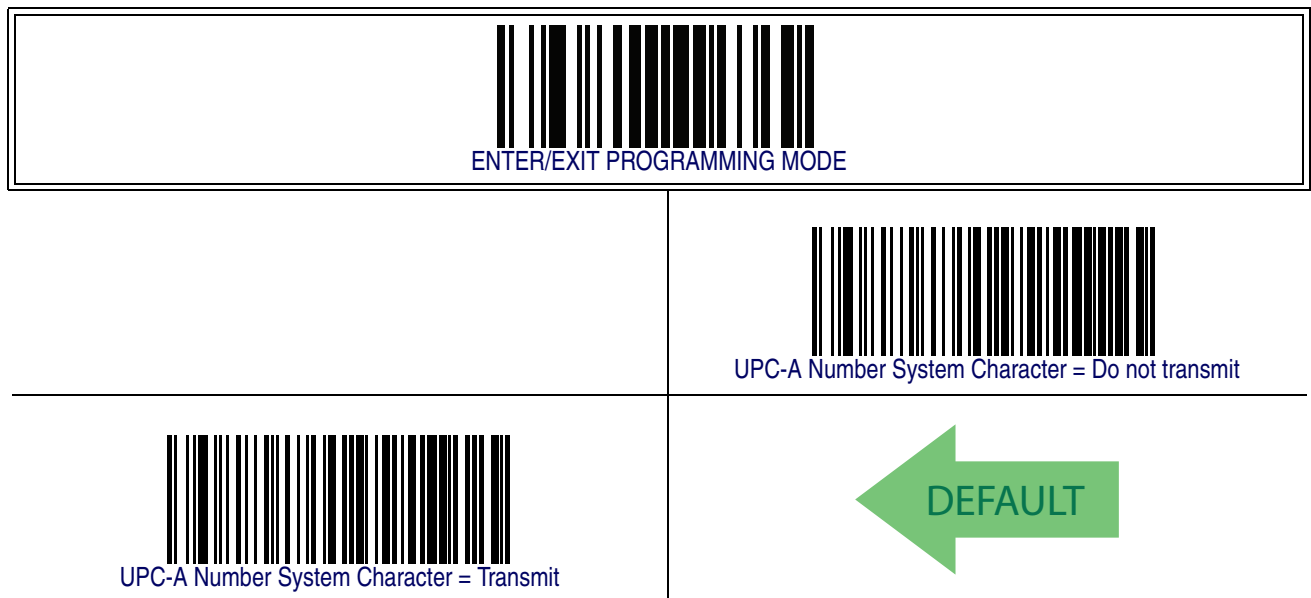 ENTER/EXIT PROGRAMMING MODE
UPC-A Number System Character = Do not transmit
UPC-A Number System Character = Transmit
DEFAULT